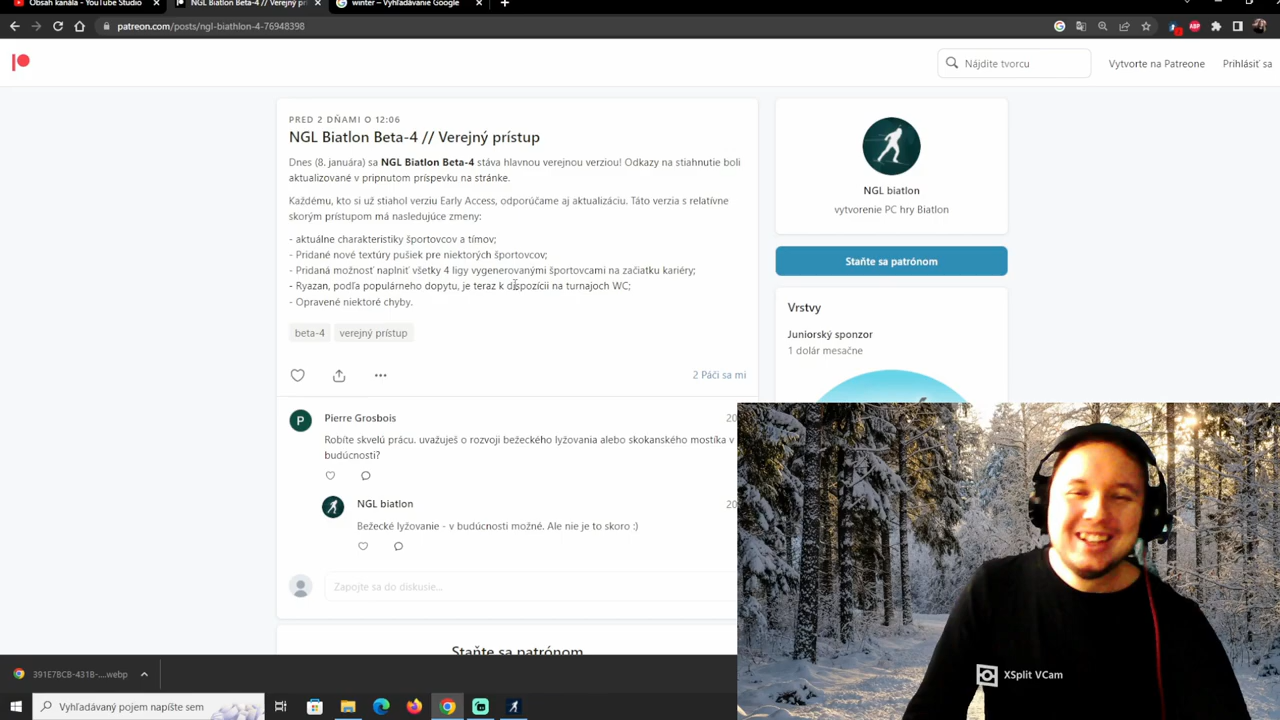 Obsah kanála - YouTube Studio
NGL Biatlon Beta-4 // Verejný pr
winter – Vyhľadávanie Google
patreon.com/posts/ngl-biathlon-4-76948398
Nájdite tvorcu
Vytvorte na Patreone
Prihlásiť sa
PRED 2 DŇAMI O 12:06
NGL Biatlon Beta-4 // Verejný prístup
Dnes (8. januára) sa NGL Biatlon Beta-4 stáva hlavnou verejnou verziou! Odkazy na stiahnutie boli
aktualizované v pripnutom príspevku na stránke.
Každému, kto si už stiahol verziu Early Access, odporúčame aj aktualizáciu. Táto verzia s relatívne
skorým prístupom má nasledujúce zmeny:
- aktuálne charakteristiky športovcov a tímov;
- Pridané nové textúry pušiek pre niektorých športovcov;
- Pridaná možnosť naplniť všetky 4 ligy vygenerovanými športovcami na začiatku kariéry;
- Ryazan, podľa populárneho dopytu, je teraz k dispozícii na turnajoch WC;
- Opravené niektoré chyby.
beta-4
verejný prístup
2 Páči sa mi
P
Pierre Grosbois
20
Robíte skvelú prácu. uvažuješ o rozvoji bežeckého lyžovania alebo skokanského mostíka v
budúcnosti?
NGL biatlon
20
Bežecké lyžovanie - v budúcnosti možné. Ale nie je to skoro :)
Zapojte sa do diskusie...
Staňte sa patrónom
NGL biatlon
vytvorenie PC hry Biatlon
Staňte sa patrónom
Vrstvy
Juniorský sponzor
1 dolár mesačne
XSplit VCam
391E7BCB-431B-....webp
Vyhľadávaný pojem napíšte sem